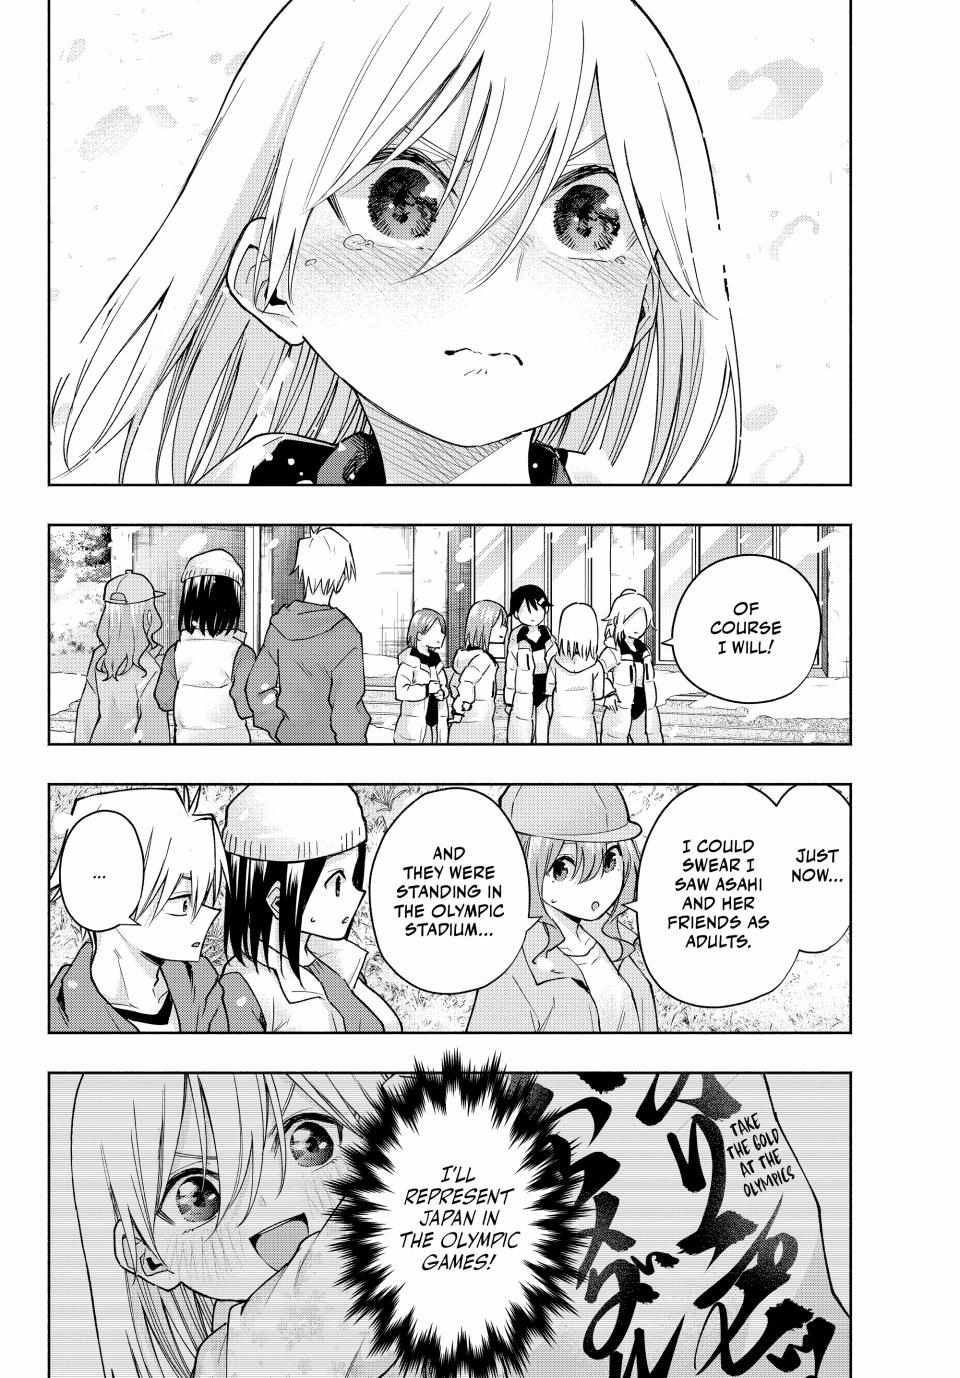 OF
COURSE
I WILL!
JUST
NOW...
I COULD
SWEAR I
SAW ASAHI
AND HER
FRIENDS AS
ADULTS.
AND
THEY WERE
STANDING IN
THE OLYMPIC
STADIUM...
...
TAKE
THE GOLD
AT THE
OLYMPICS
I'LL
REPRESENT
JAPAN IN
THE OLYMPIC
GAMES!